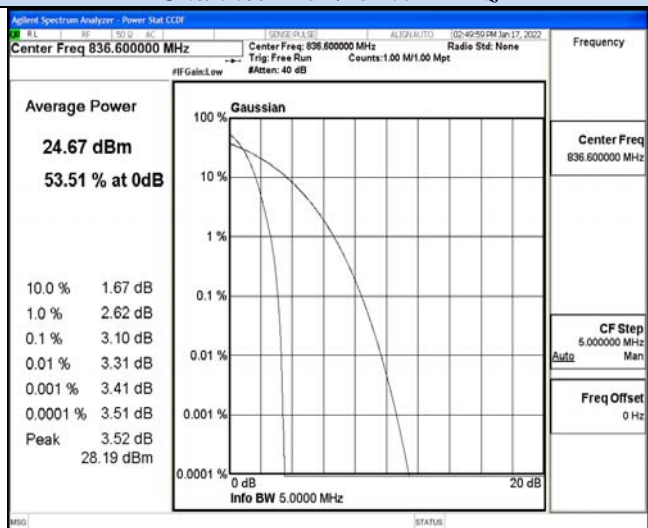 Agilent Spectrum Analyzer - Power Stat CCDF
RL RF 50 Ω AC SENSE:PULSE ALIGN AUTO 02:49:59 PM Jan 17, 2022
Center Freq 836.600000 MHz
Center Freq: 836.600000 MHz Radio Std: None
Trig: Free Run Counts:1.00 M/1.00 Mpt
#IFGain:Low #Atten: 40 dB
Frequency
Average Power
24.67 dBm
53.51 % at 0dB
10.0 % 1.67 dB
1.0 % 2.62 dB
0.1 % 3.10 dB
0.01 % 3.31 dB
0.001 % 3.41 dB
0.0001 % 3.51 dB
Peak 3.52 dB
28.19 dBm
Gaussian
100 %
10 %
1 %
0.1 %
0.01 %
0.001 %
0.0001 %
0 dB 20 dB
Info BW 5.0000 MHz
Center Freq
836.600000 MHz
CF Step
5.000000 MHz
Auto Man
Freq Offset
0 Hz
MSG STATUS